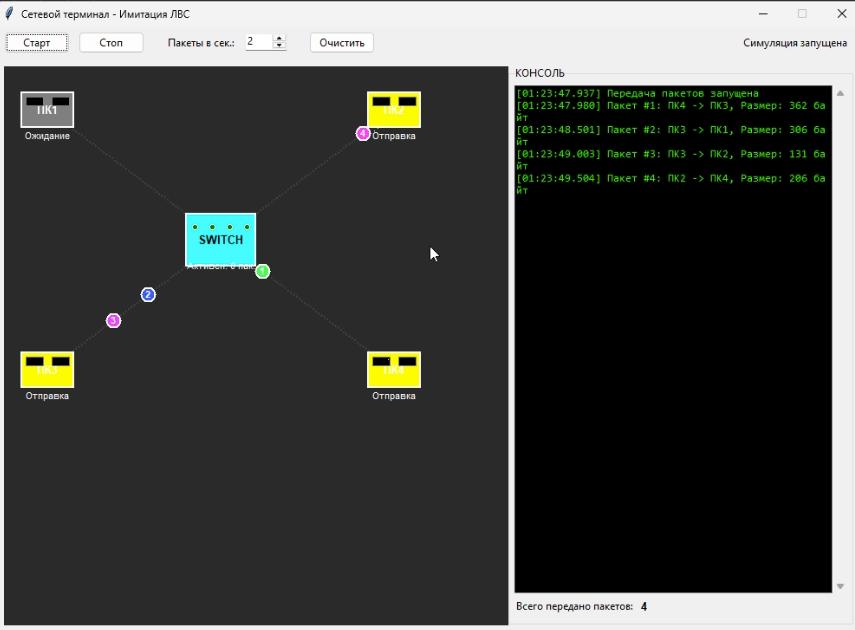 Сетевой терминал - Имитация ЛВС
Старт
Стоп
Пакеты в сек.:
2
Очистить
Симуляция запущена
ПК1
Ожидание
ПК2
4
Отправка
SWITCH
1
2
3
ПК3
Отправка
ПК4
Отправка
КОНСОЛЬ
[01:23:47.937] Передача пакетов запущена
[01:23:47.980] Пакет #1: ПК4 -> ПК3, Размер: 362 ба
йт
[01:23:48.501] Пакет #2: ПК3 -> ПК1, Размер: 306 ба
йт
[01:23:49.003] Пакет #3: ПК3 -> ПК2, Размер: 131 ба
йт
[01:23:49.504] Пакет #4: ПК2 -> ПК4, Размер: 206 ба
йт
Всего передано пакетов: 4